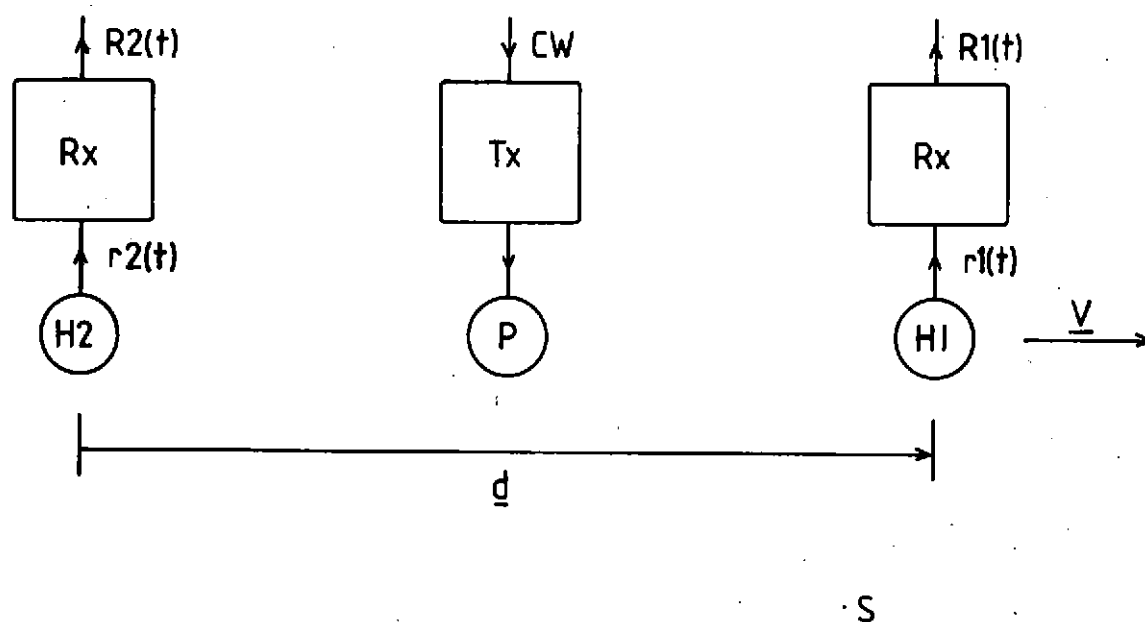 R2(t) CW R1(t)
Rx Tx Rx
r2(t) r1(t)
H2 P H1 V
d
S